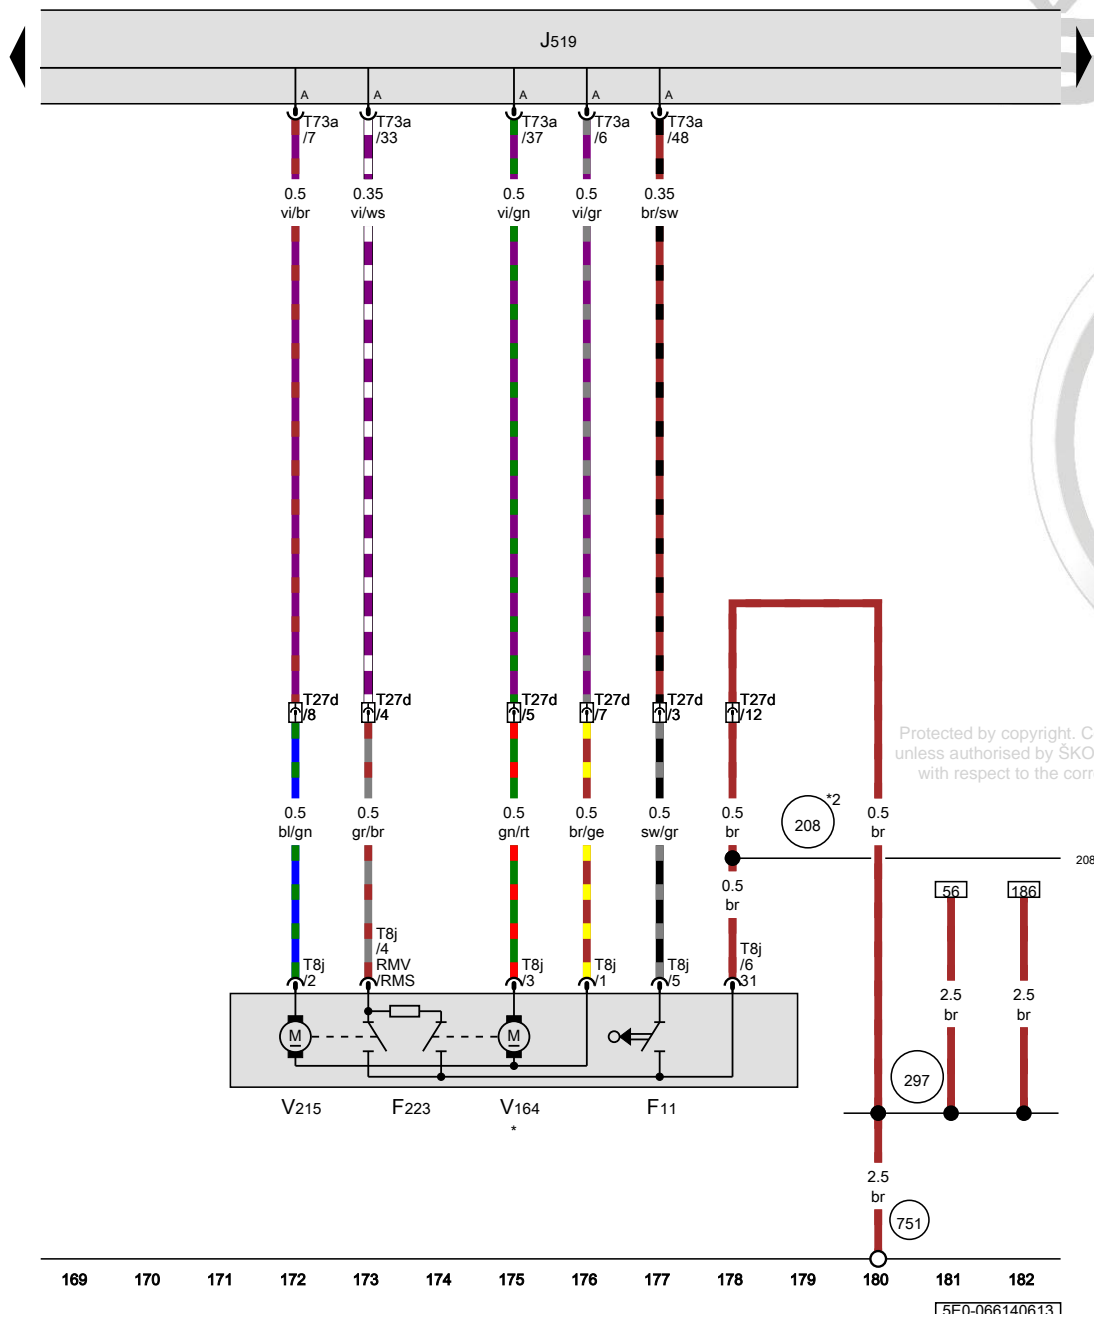 J519
A A A A A
T73a /7
T73a /33
T73a /37
T73a /6
T73a /48
0.5 vi/br
0.35 vi/ws
0.5 vi/gn
0.5 vi/gr
0.35 br/sw
T27d /8
T27d /4
T27d /5
T27d /7
T27d /3
T27d /12
Protected by copyright. C
unless authorised by ŠKO
with respect to the corr
0.5 bl/gn
0.5 gr/br
0.5 gn/rt
0.5 br/ge
0.5 sw/gr
0.5 br
208
*2
0.5 br
208
0.5 br
56
186
T8j /2
T8j /4 RMV /RMS
T8j /3
T8j /1
T8j /5
T8j /6 31
2.5 br
2.5 br
M
M
297
V215
F223
V164
*
F11
2.5 br
751
169 170 171 172 173 174 175 176 177 178 179 180 181 182
5E0-066140613